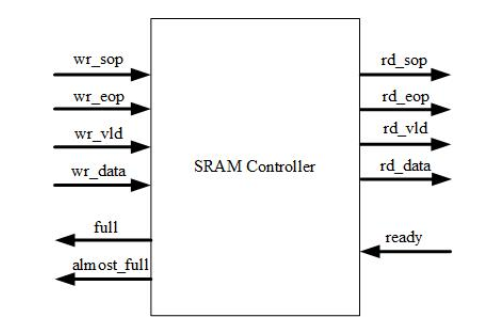 wr_sop
wr_eop
wr_vld
wr_data
full
almost_full
SRAM Controller
rd_sop
rd_eop
rd_vld
rd_data
ready